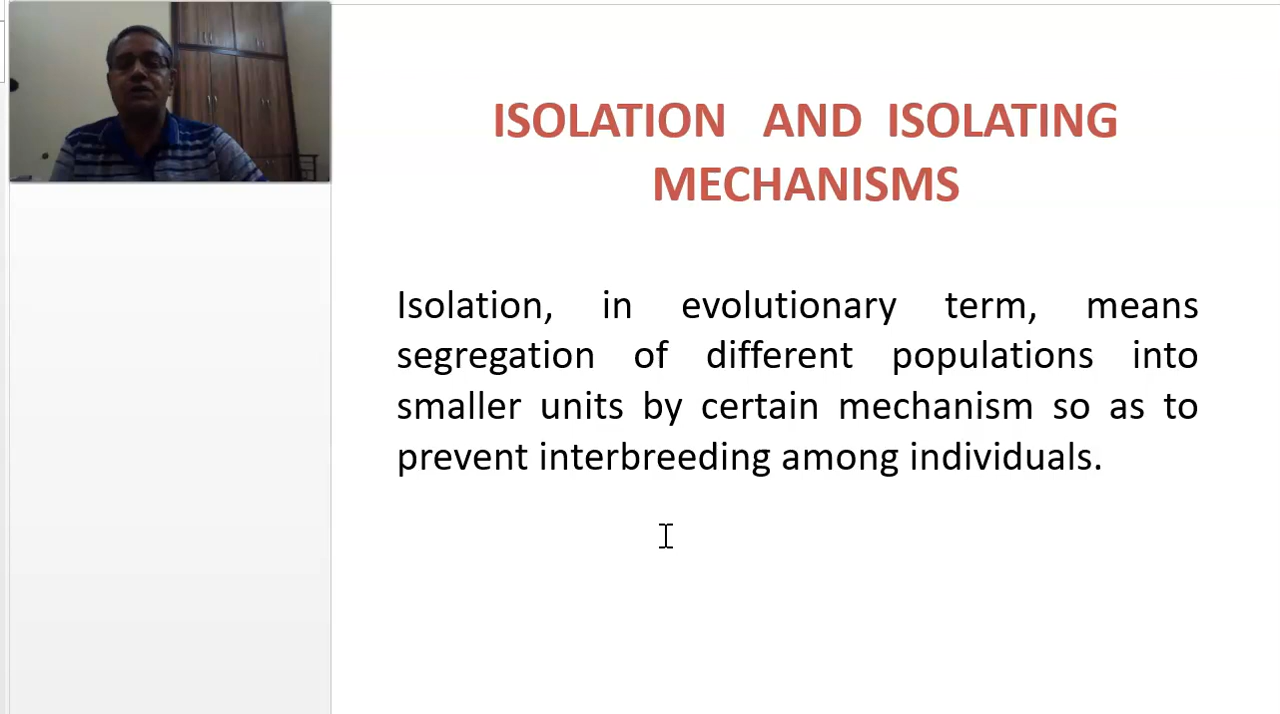 ISOLATION AND ISOLATING
MECHANISMS
Isolation, in evolutionary term, means
segregation of different populations into
smaller units by certain mechanism so as to
prevent interbreeding among individuals.